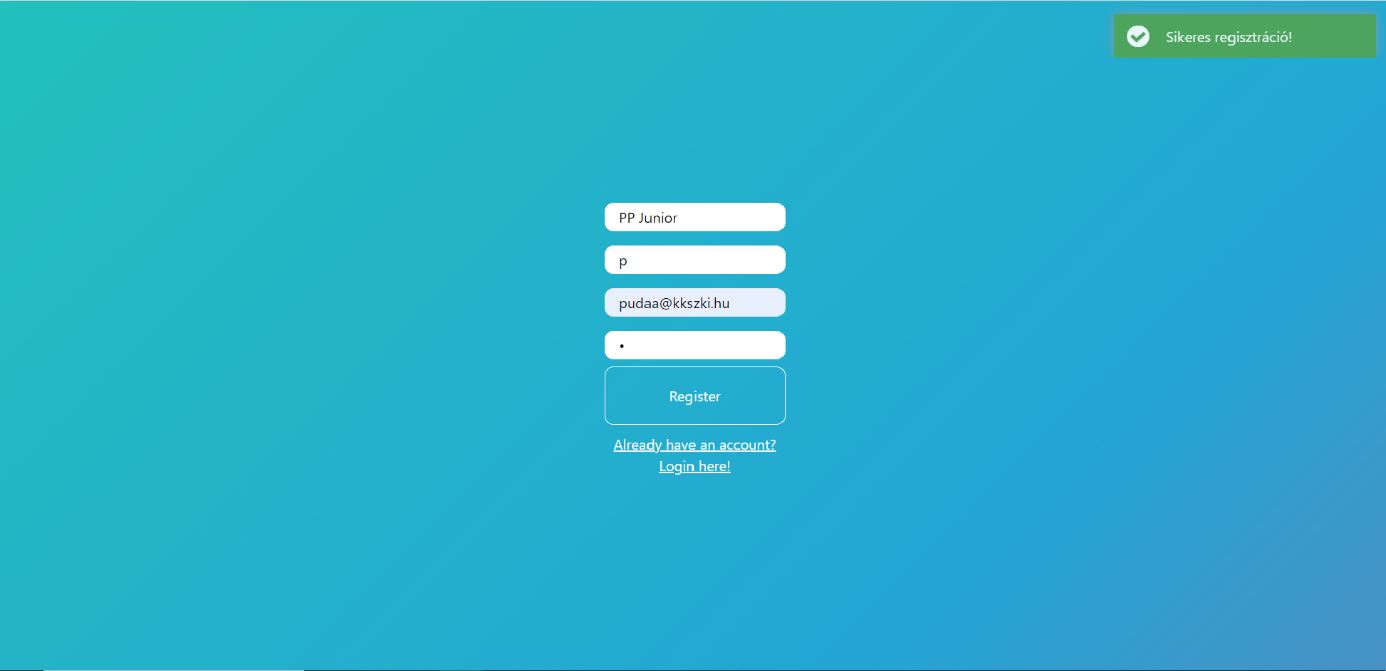 Sikeres regisztráció!
PP Junior
p
pudaa@kkszki.hu
•
Register
Already have an account?
Login here!